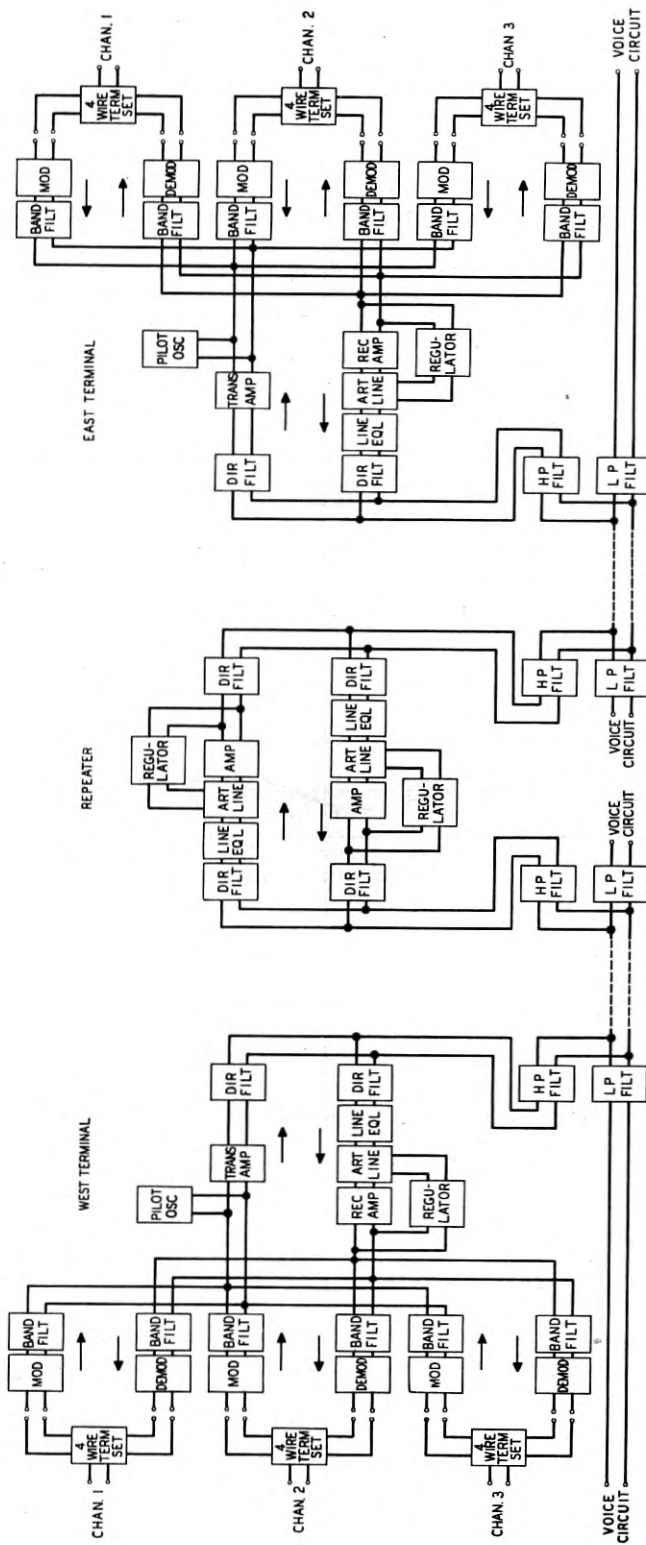 WEST TERMINAL
CHAN. 1
4
WIRE
TERM
SET
MOD
BAND
FILT
DEMOD
BAND
FILT
CHAN. 2
4
WIRE
TERM
SET
MOD
BAND
FILT
DEMOD
BAND
FILT
CHAN. 3
4
WIRE
TERM
SET
MOD
BAND
FILT
DEMOD
BAND
FILT
PILOT
OSC
TRANS
AMP
DIR
FILT
REC
AMP
ART
LINE
LINE
EQL
DIR
FILT
REGU-
LATOR
HP
FILT
LP
FILT
VOICE
CIRCUIT
REPEATER
REGU-
LATOR
DIR
FILT
LINE
EQL
ART
LINE
AMP
DIR
FILT
DIR
FILT
AMP
ART
LINE
LINE
EQL
DIR
FILT
REGU-
LATOR
HP
FILT
LP
FILT
VOICE
CIRCUIT
HP
FILT
LP
FILT
VOICE
CIRCUIT
EAST TERMINAL
PILOT
OSC
DIR
FILT
TRANS
AMP
DIR
FILT
LINE
EQL
ART
LINE
REC
AMP
REGU-
LATOR
HP
FILT
LP
FILT
BAND
FILT
MOD
BAND
FILT
DEMOD
4
WIRE
TERM
SET
CHAN. 1
BAND
FILT
MOD
BAND
FILT
DEMOD
4
WIRE
TERM
SET
CHAN. 2
BAND
FILT
MOD
BAND
FILT
DEMOD
4
WIRE
TERM
SET
CHAN 3
VOICE
CIRCUIT